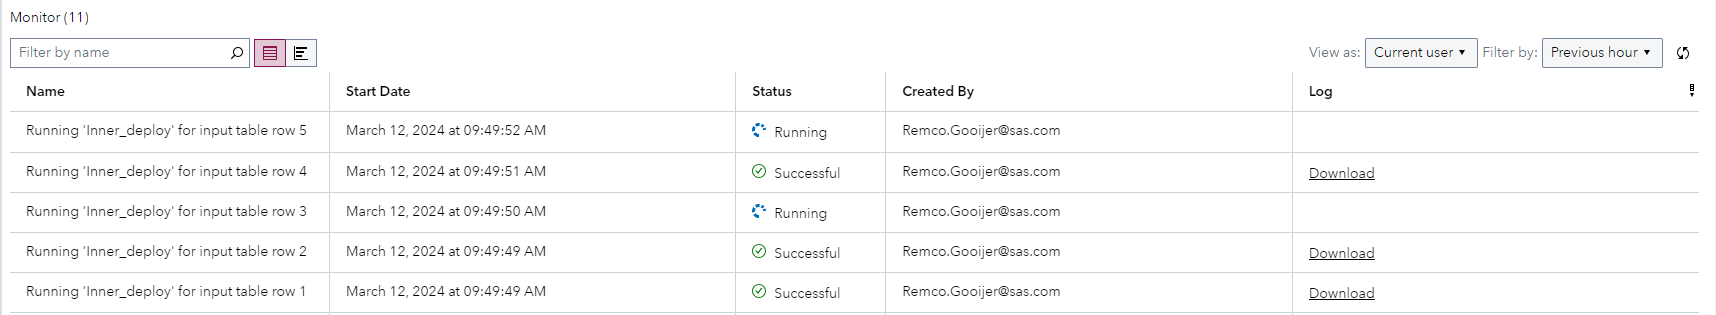 Monitor (11)
Filter by name
View as: Current user Filter by: Previous hour
Name Start Date Status Created By Log
Running 'Inner_deploy' for input table row 5 March 12, 2024 at 09:49:52 AM Running Remco.Gooijer@sas.com
Running 'Inner_deploy' for input table row 4 March 12, 2024 at 09:49:51 AM Successful Remco.Gooijer@sas.com Download
Running 'Inner_deploy' for input table row 3 March 12, 2024 at 09:49:50 AM Running Remco.Gooijer@sas.com
Running 'Inner_deploy' for input table row 2 March 12, 2024 at 09:49:49 AM Successful Remco.Gooijer@sas.com Download
Running 'Inner_deploy' for input table row 1 March 12, 2024 at 09:49:49 AM Successful Remco.Gooijer@sas.com Download